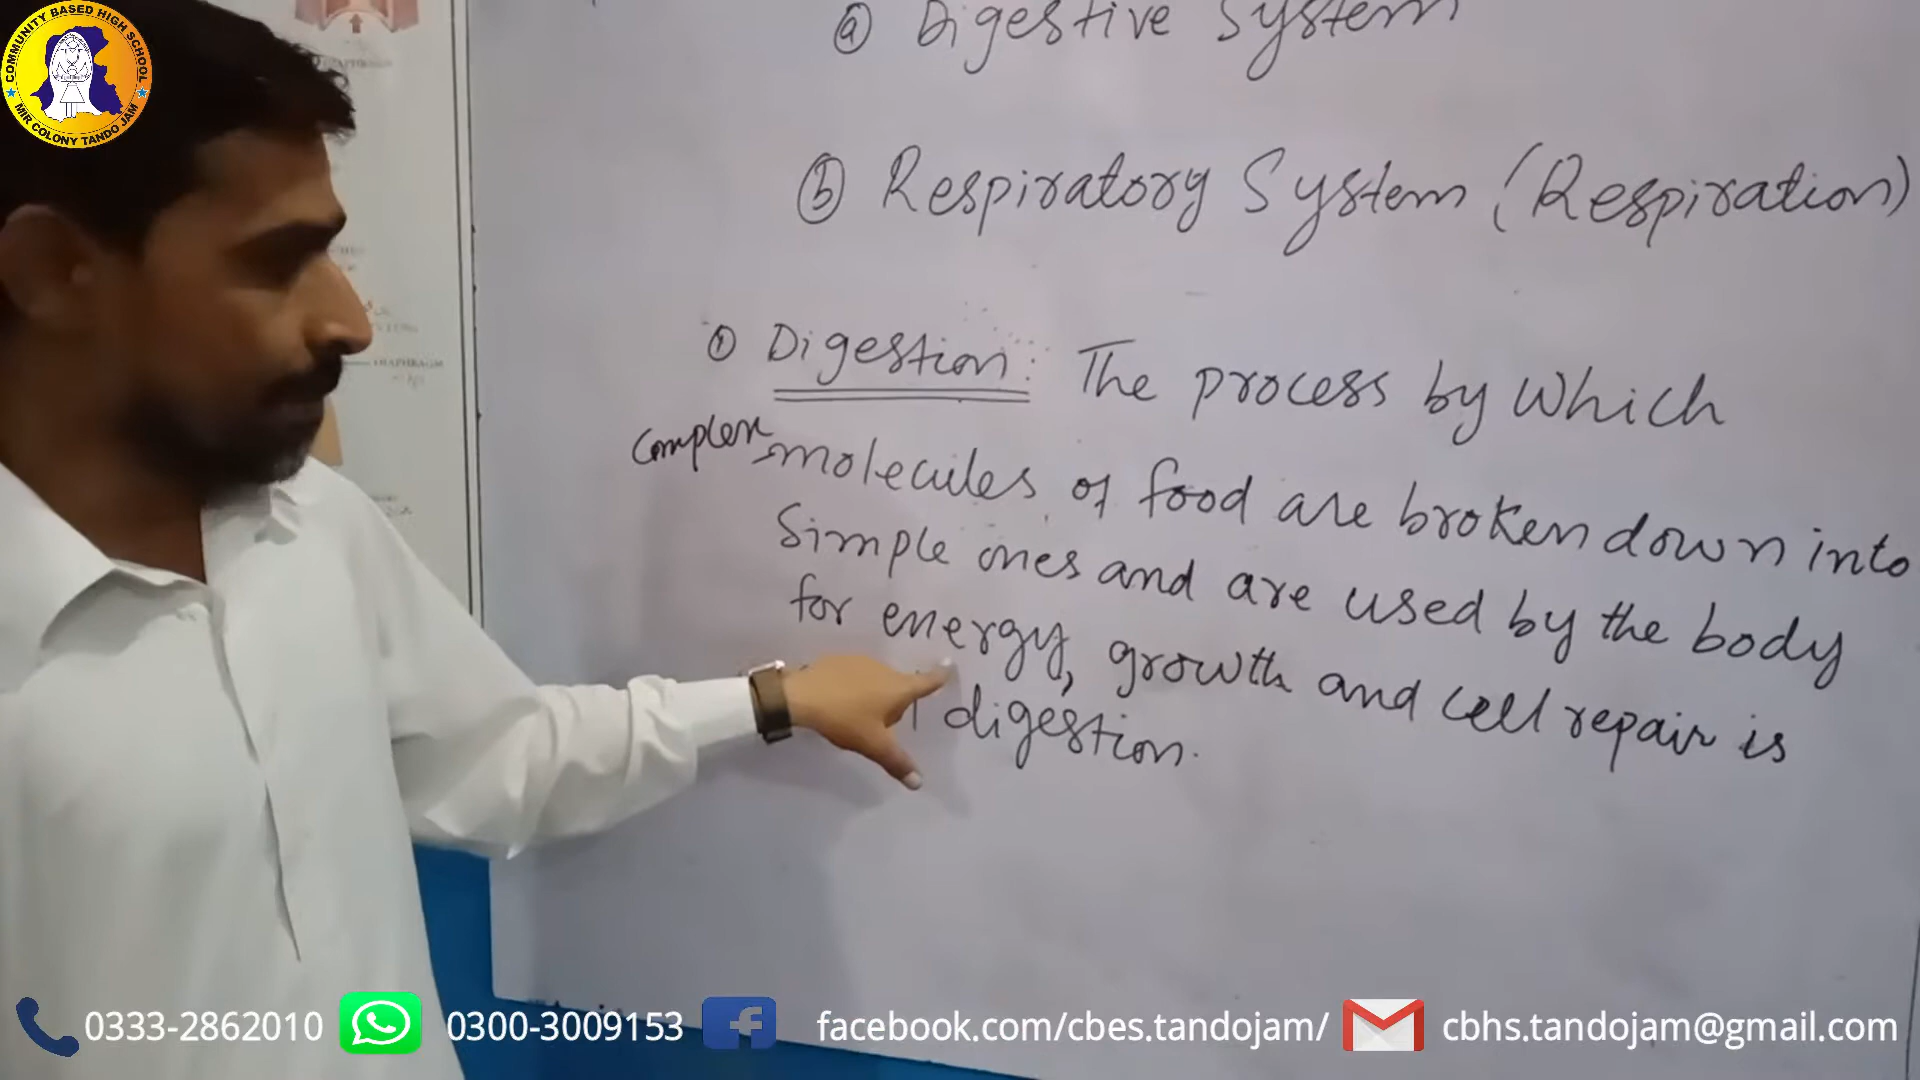 COMMUNITY BASED HIGH SCHOOL
MIR COLONY TANDO JAM
ⓐ Digestive System
ⓑ Respiratory System (Respiration)
① Digestion: The process by Which
Complex molecules of food are broken down into
Simple ones and are used by the body
for energy, growth and cell repair is
digestion.
DIAPHRAGM
0333-2862010
0300-3009153
facebook.com/cbes.tandojam/
cbhs.tandojam@gmail.com